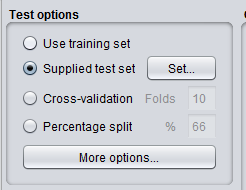 Test options
Use training set
Supplied test set Set...
Cross-validation Folds 10
Percentage split % 66
More options...